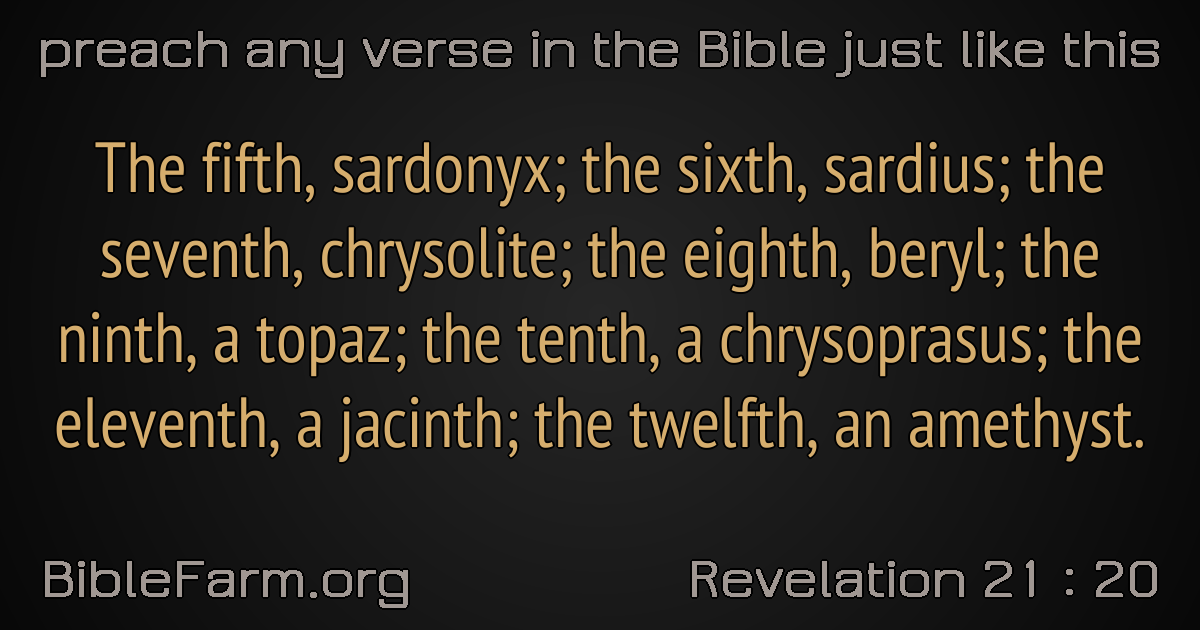 preach any verse in the Bible just like this
The fifth, sardonyx; the sixth, sardius; the
seventh, chrysolite; the eighth, beryl; the
ninth, a topaz; the tenth, a chrysoprasus; the
eleventh, a jacinth; the twelfth, an amethyst.
BibleFarm.org
Revelation 21 : 20